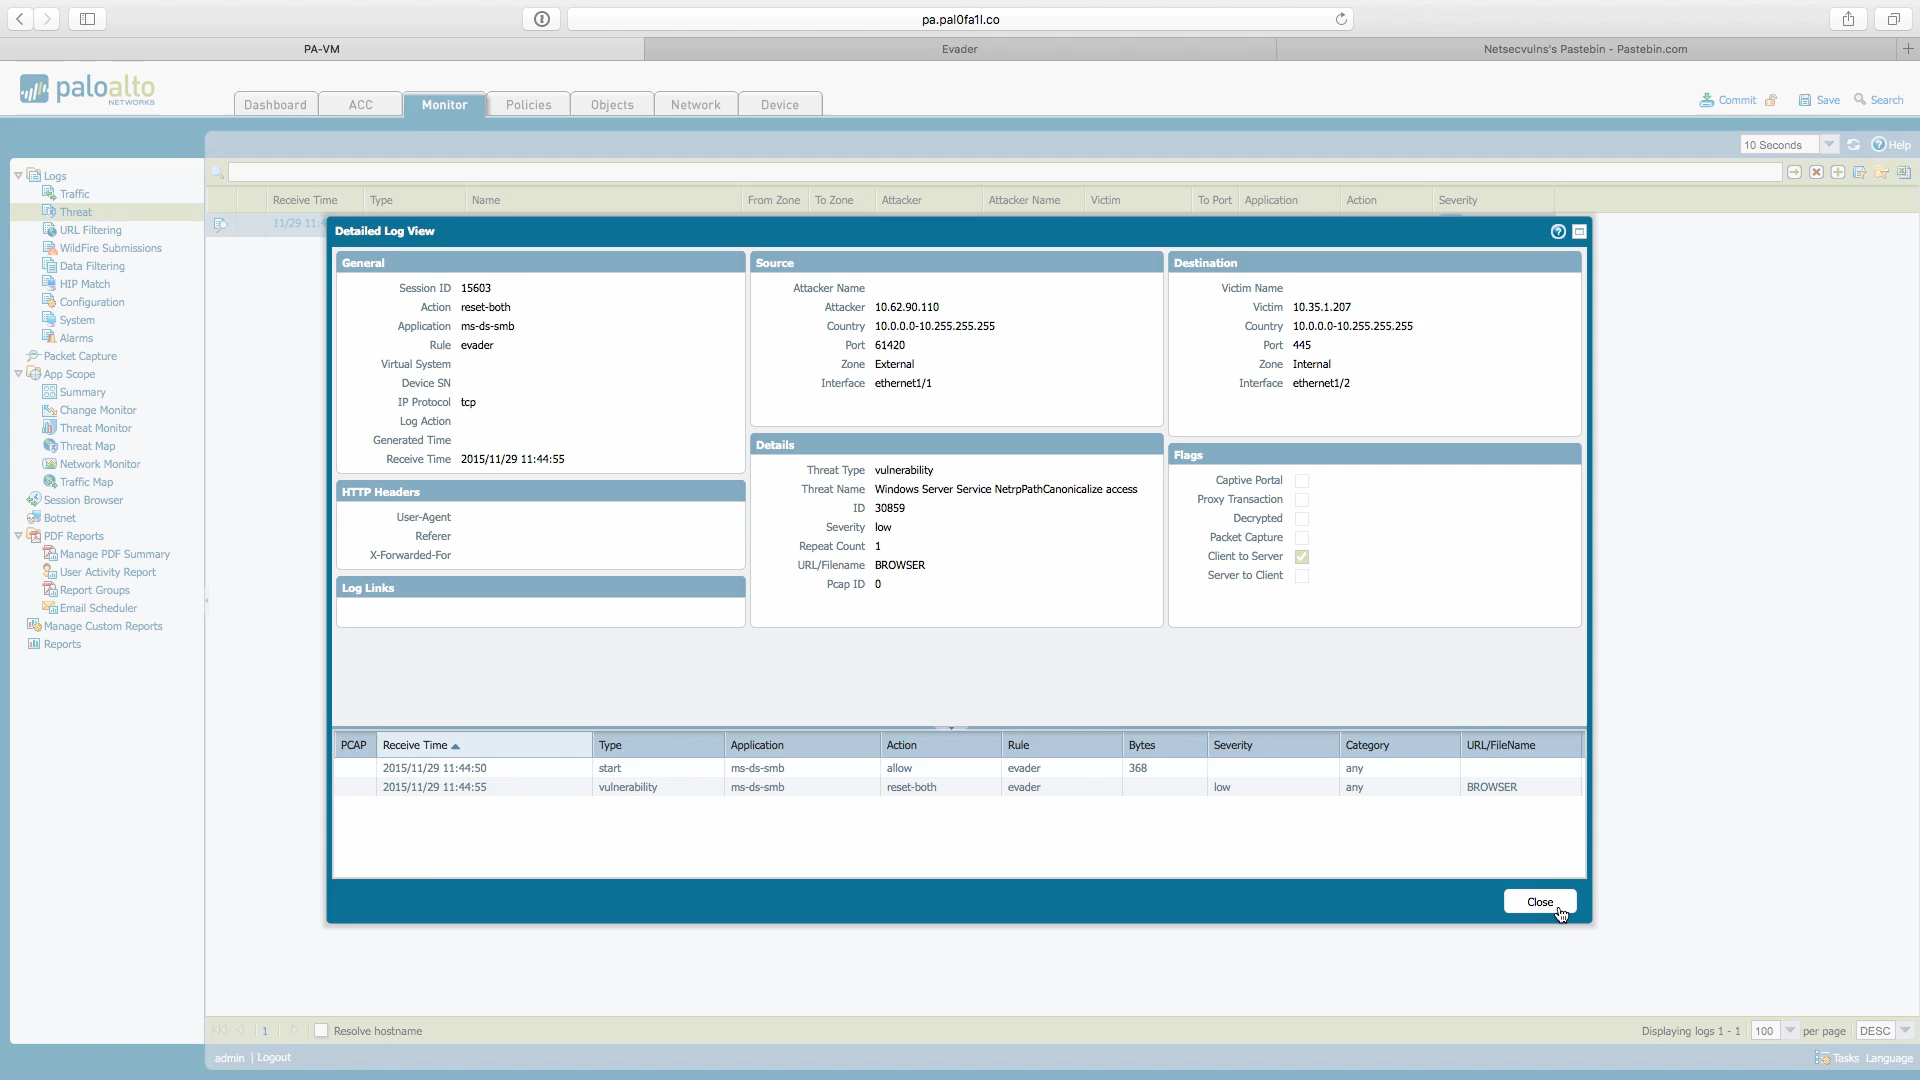 pa.pal0fa1l.co
PA-VM
Evader
Netsecvulns's Pastebin - Pastebin.com
paloalto
NETWORKS
Dashboard
ACC
Monitor
Policies
Objects
Network
Device
Commit
Save
Search
10 Seconds
Help
Logs
Traffic
Threat
URL Filtering
WildFire Submissions
Data Filtering
HIP Match
Configuration
System
Alarms
Packet Capture
App Scope
Summary
Change Monitor
Threat Monitor
Threat Map
Network Monitor
Traffic Map
Session Browser
Botnet
PDF Reports
Manage PDF Summary
User Activity Report
Report Groups
Email Scheduler
Manage Custom Reports
Reports
Receive Time Type Name From Zone To Zone Attacker Attacker Name Victim To Port Application Action Severity
11/29 11:4
Detailed Log View
General
Session ID 15603
Action reset-both
Application ms-ds-smb
Rule evader
Virtual System
Device SN
IP Protocol tcp
Log Action
Generated Time
Receive Time 2015/11/29 11:44:55
HTTP Headers
User-Agent
Referer
X-Forwarded-For
Log Links
Source
Attacker Name
Attacker 10.62.90.110
Country 10.0.0.0-10.255.255.255
Port 61420
Zone External
Interface ethernet1/1
Details
Threat Type vulnerability
Threat Name Windows Server Service NetrpPathCanonicalize access
ID 30859
Severity low
Repeat Count 1
URL/Filename BROWSER
Pcap ID 0
Destination
Victim Name
Victim 10.35.1.207
Country 10.0.0.0-10.255.255.255
Port 445
Zone Internal
Interface ethernet1/2
Flags
Captive Portal
Proxy Transaction
Decrypted
Packet Capture
Client to Server
Server to Client
PCAP Receive Time Type Application Action Rule Bytes Severity Category URL/FileName
2015/11/29 11:44:50 start ms-ds-smb allow evader 368 any
2015/11/29 11:44:55 vulnerability ms-ds-smb reset-both evader low any BROWSER
Close
1
Resolve hostname
Displaying logs 1 - 1 100 per page DESC
admin | Logout
Tasks Language